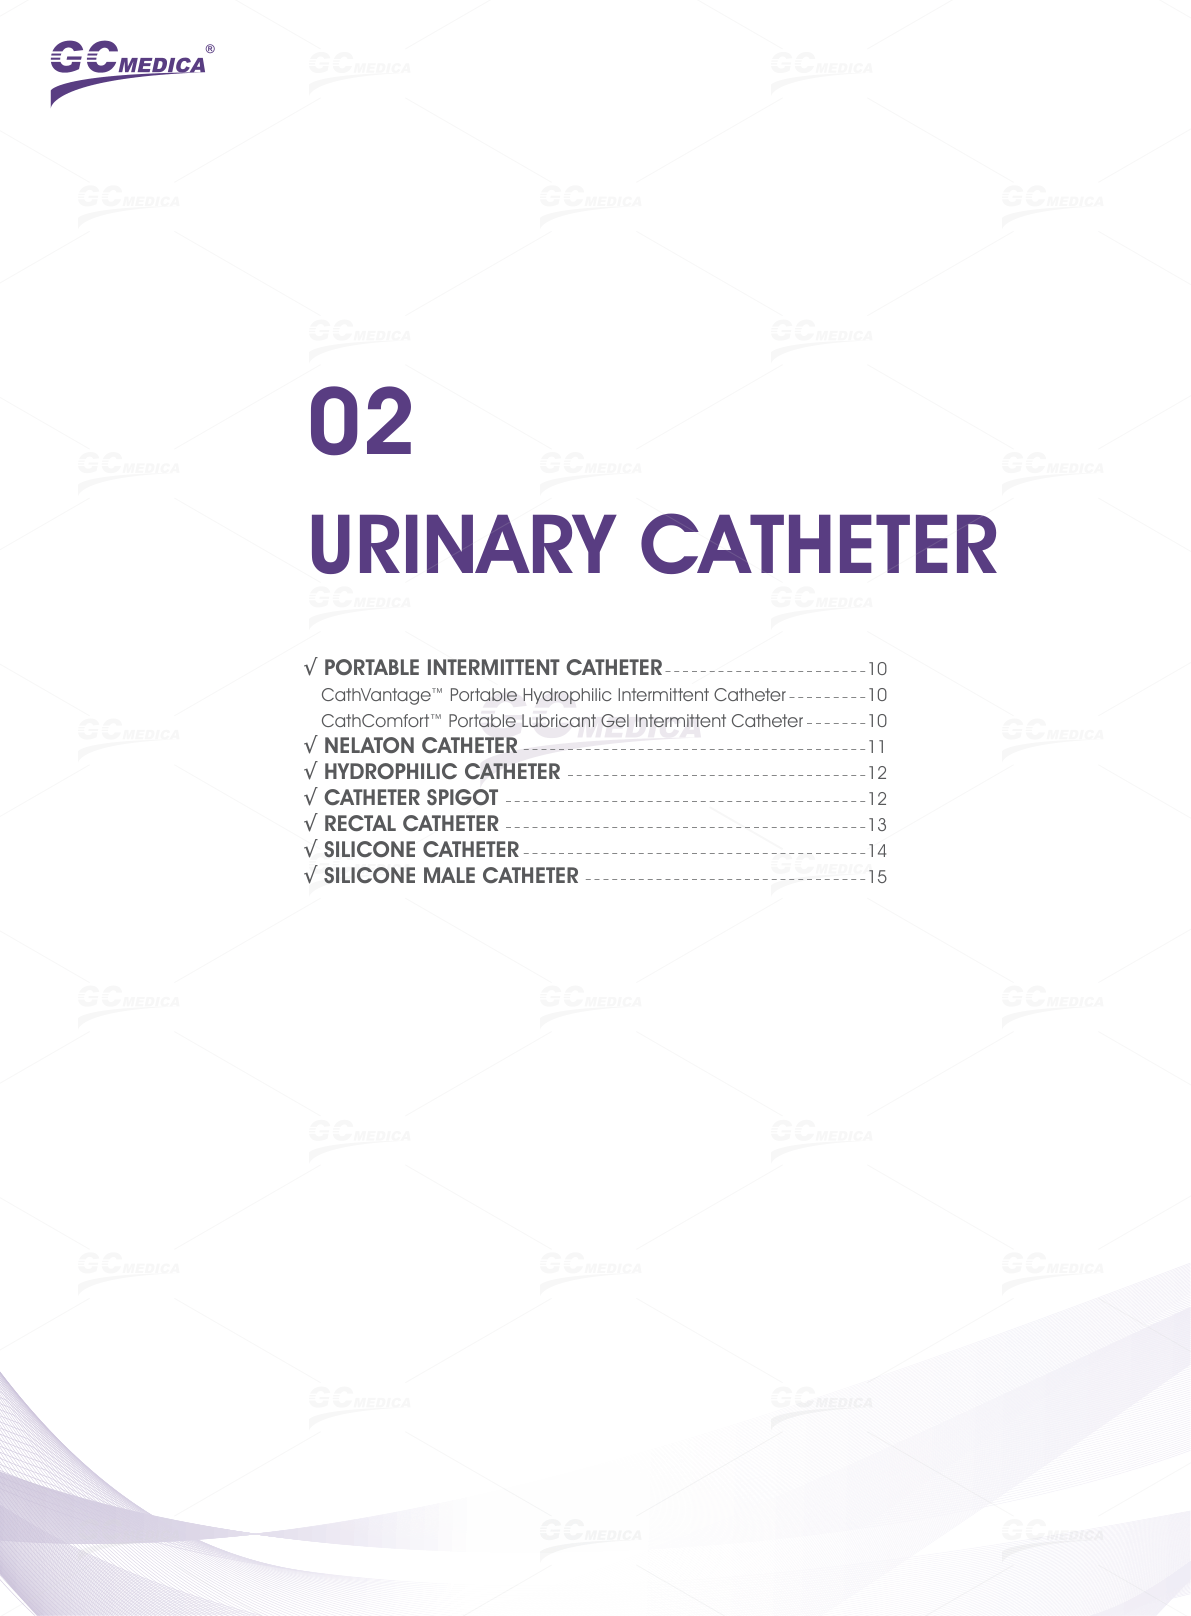 GCMEDICA®
02
URINARY CATHETER
√ PORTABLE INTERMITTENT CATHETER 10
CathVantage™ Portable Hydrophilic Intermittent Catheter 10
CathComfort™ Portable Lubricant Gel Intermittent Catheter 10
√ NELATON CATHETER 11
√ HYDROPHILIC CATHETER 12
√ CATHETER SPIGOT 12
√ RECTAL CATHETER 13
√ SILICONE CATHETER 14
√ SILICONE MALE CATHETER 15